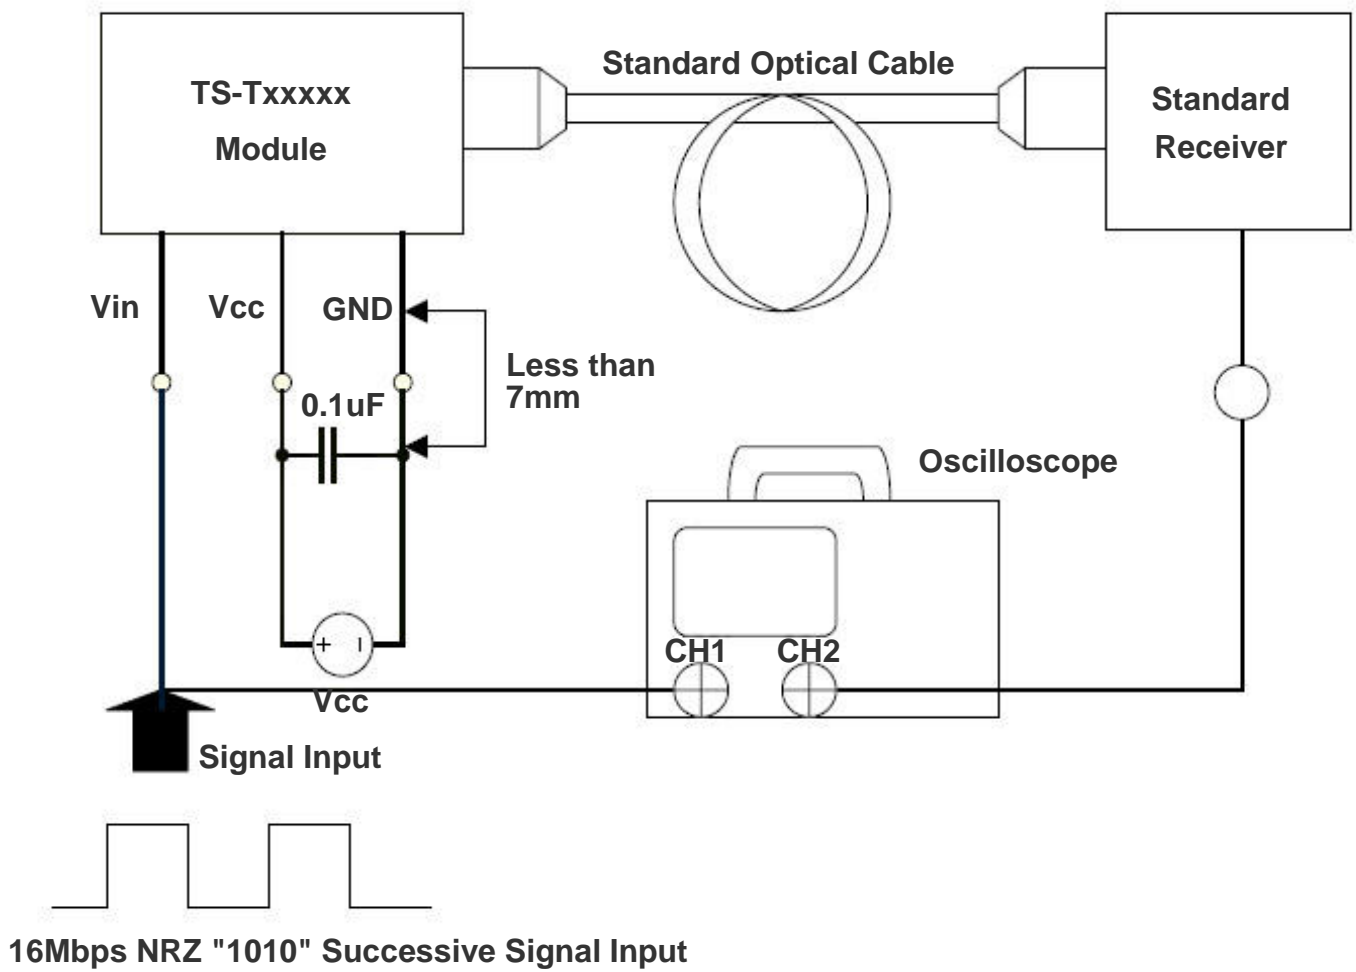 TS-Txxxxx
Module
Standard Optical Cable
Standard
Receiver
Vin
Vcc
GND
Less than
7mm
0.1uF
Oscilloscope
CH1
CH2
+
Vcc
Signal Input
16Mbps NRZ "1010" Successive Signal Input